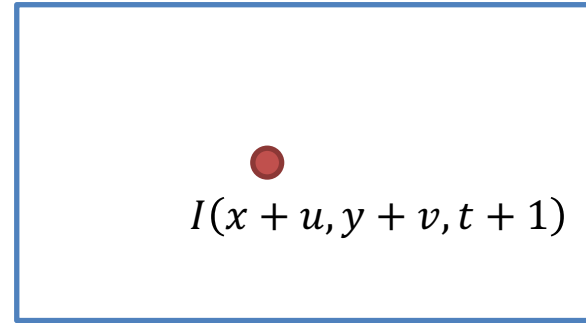 I(x + u, y + v, t + 1)